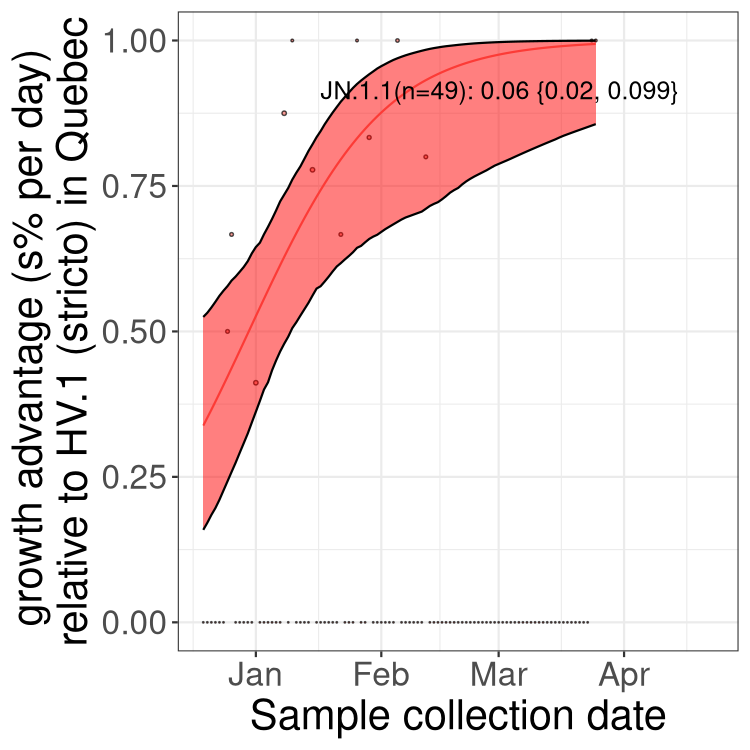 growth advantage (s% per day)
relative to HV.1 (stricto) in Quebec
1.00
0.75
0.50
0.25
0.00
JN.1.1(n=49): 0.06 {0.02, 0.099}
Jan Feb Mar Apr
Sample collection date